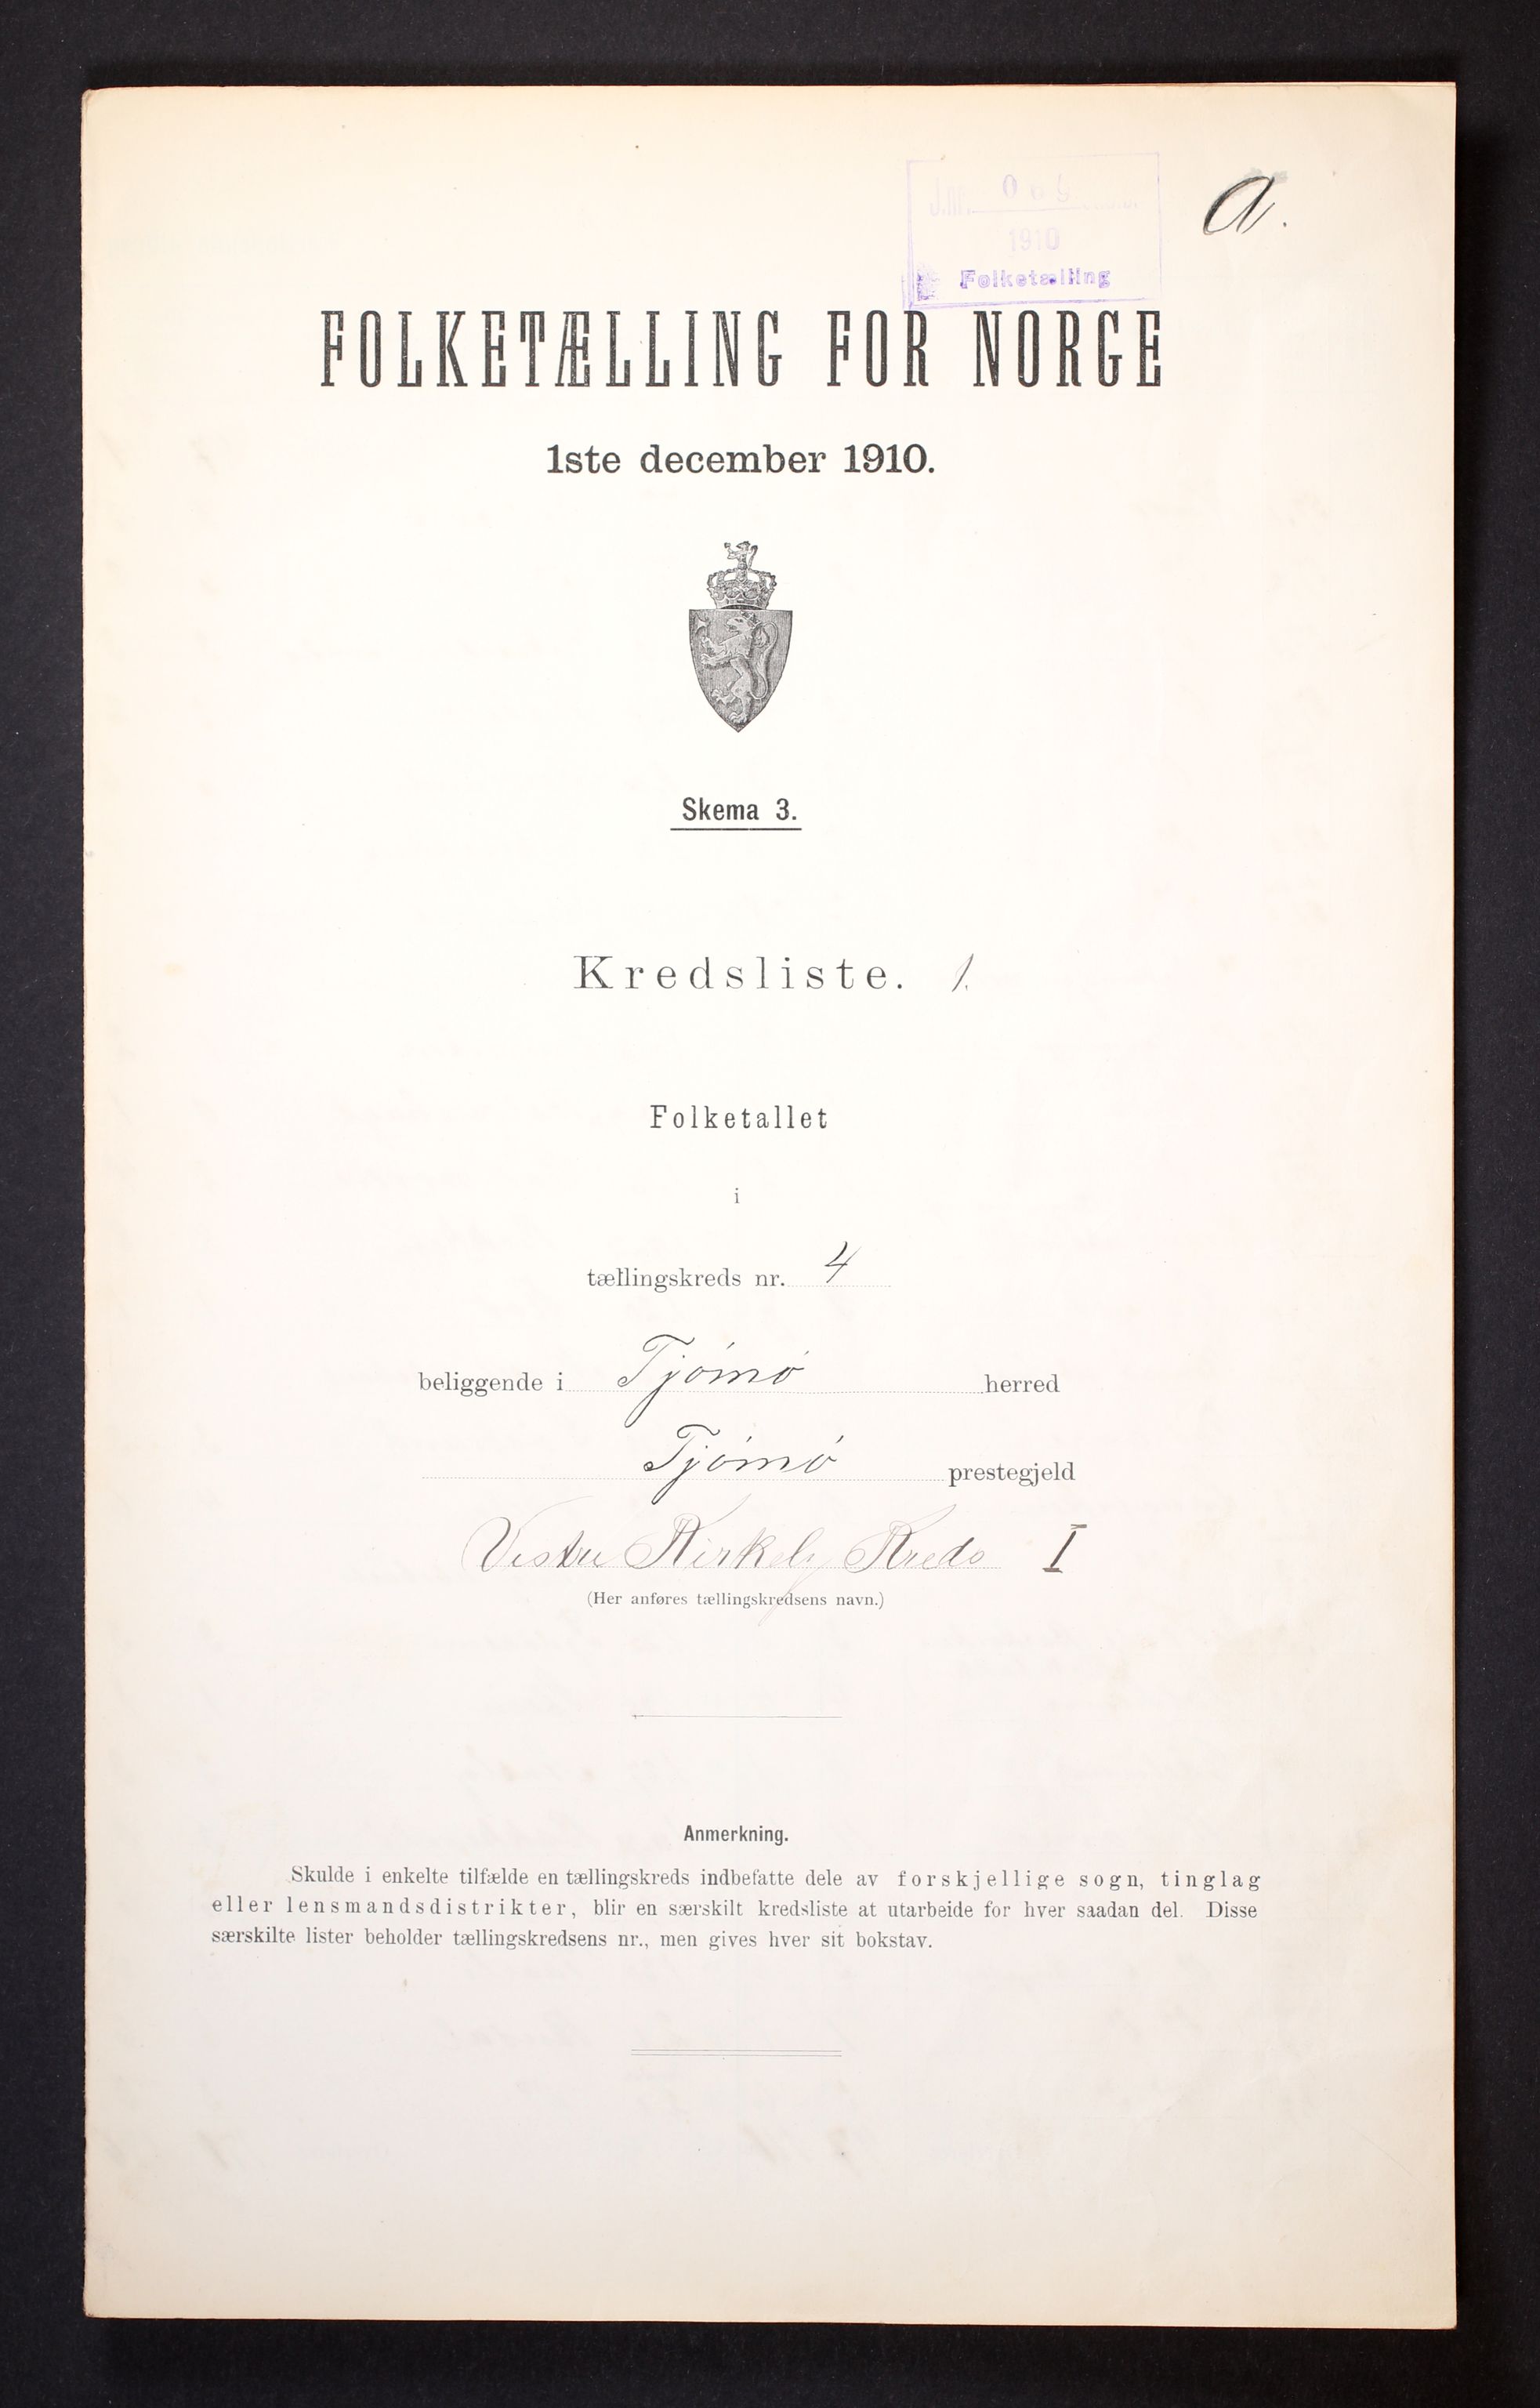 J.nr.
1910
Folketælling
a.
FOLKETÆLLING FOR NORGE
1ste december 1910.
Skema 3.
Kredsliste. 1.
Folketallet
i
tællingskreds nr. 4
beliggende i Tjømø herred
Tjømø prestegjeld
Vestre Kirkeby Kreds I
(Her anføres tællingskredsens navn.)
Anmerkning.
Skulde i enkelte tilfælde en tællingskreds indbefatte dele av forskjellige sogn, tinglag
eller lensmandsdistrikter, blir en særskilt kredsliste at utarbeide for hver saadan del. Disse
særskilte lister beholder tællingskredsens nr., men gives hver sit bokstav.